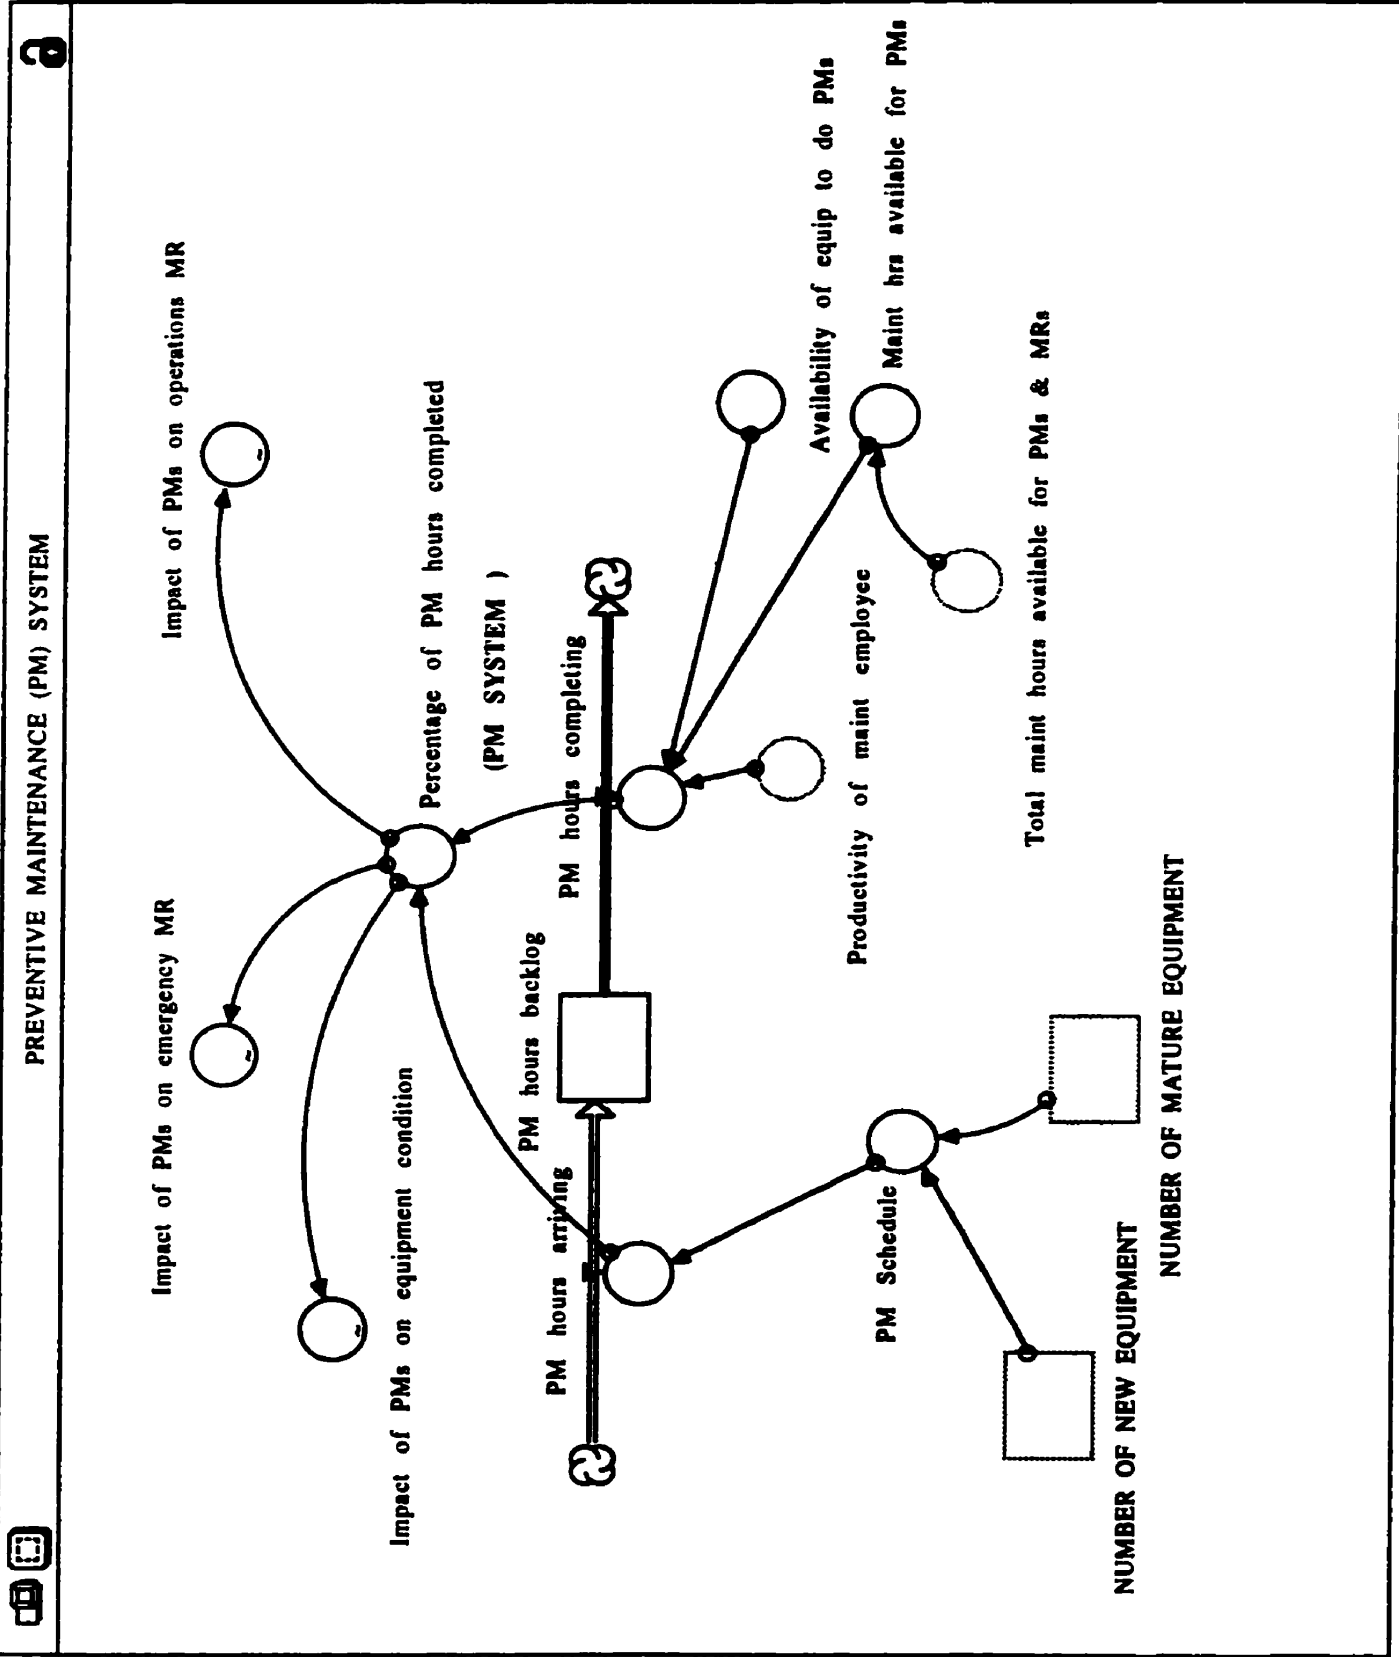 PREVENTIVE MAINTENANCE (PM) SYSTEM
Impact of PMs on emergency MR
Impact of PMs on operations MR
Impact of PMs on equipment condition
Percentage of PM hours completed
(PM SYSTEM )
PM hours backlog
PM hours arriving
PM hours completing
Availability of equip to do PMs
Productivity of maint employee
Maint hrs available for PMs
PM Schedule
Total maint hours available for PMs & MRs
NUMBER OF NEW EQUIPMENT
NUMBER OF MATURE EQUIPMENT